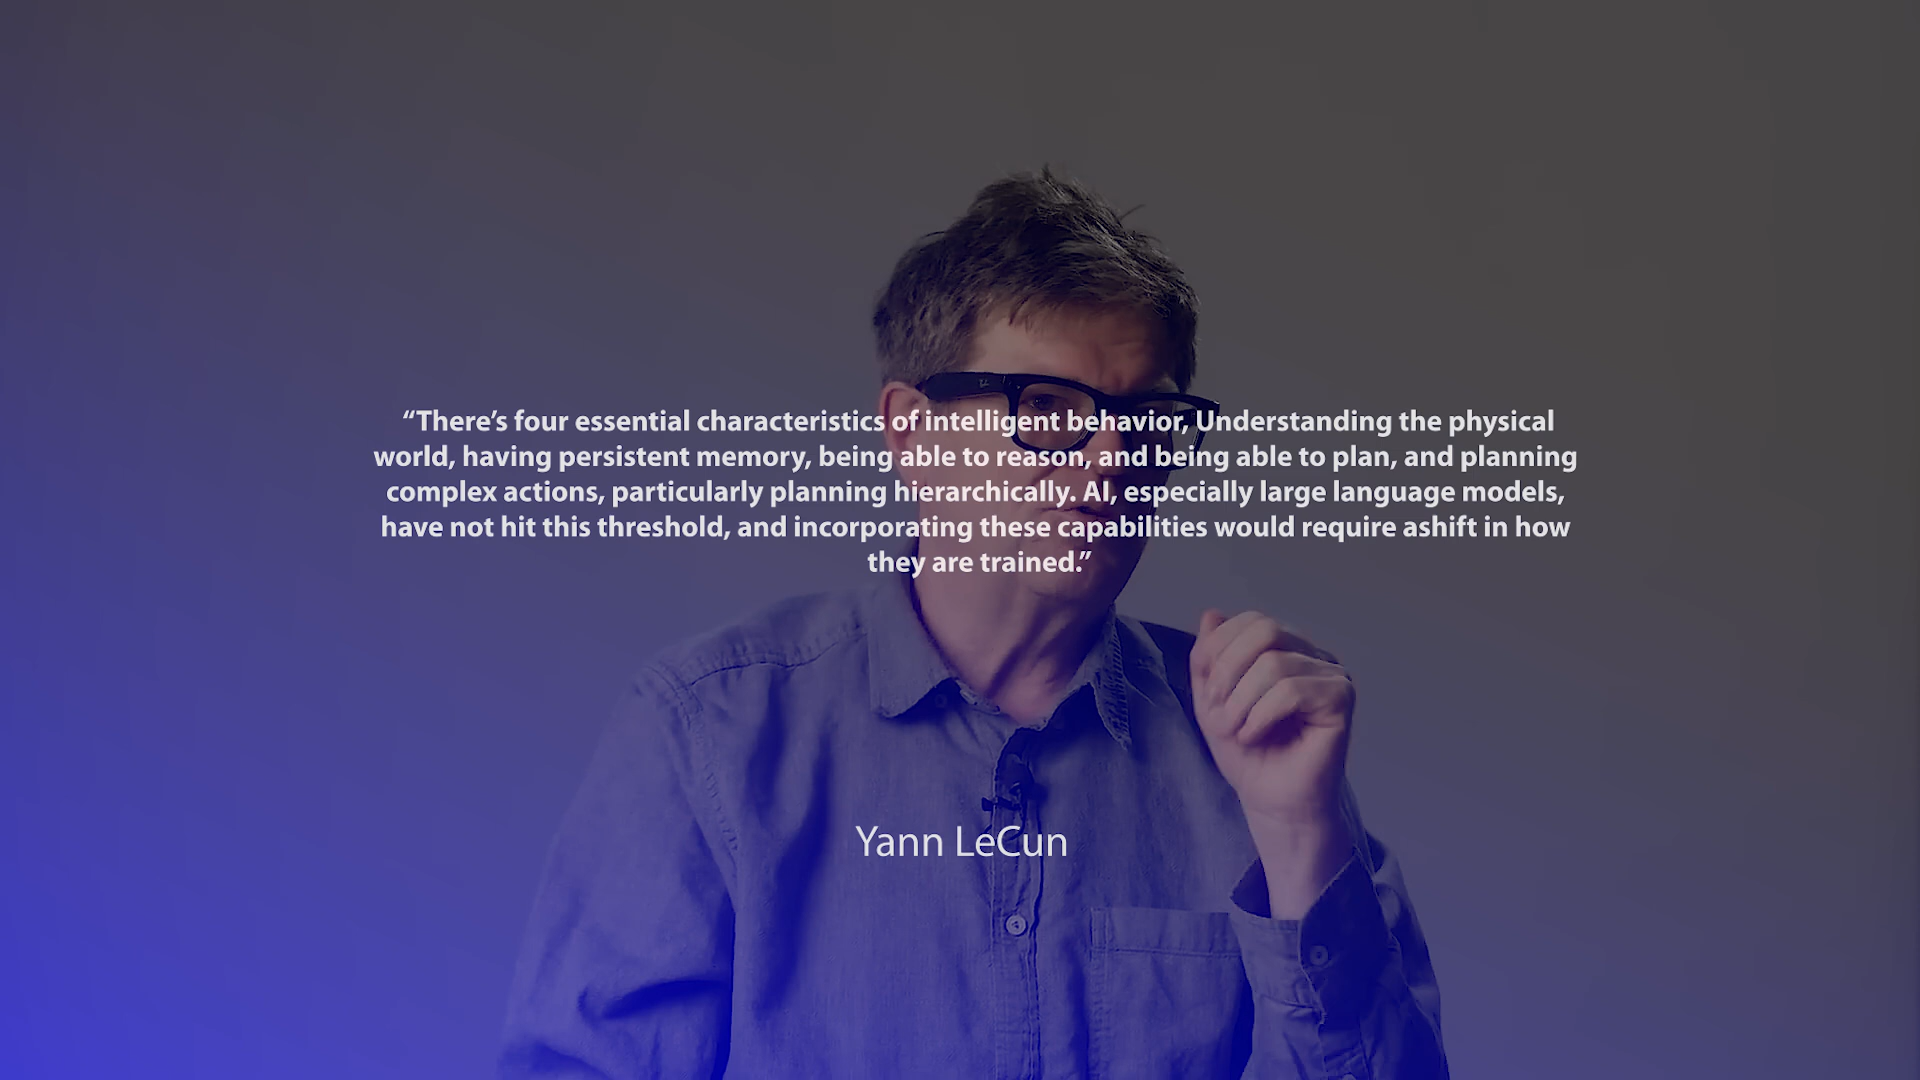 “There’s four essential characteristics of intelligent behavior, Understanding the physical
world, having persistent memory, being able to reason, and being able to plan, and planning
complex actions, particularly planning hierarchically. AI, especially large language models,
have not hit this threshold, and incorporating these capabilities would require ashift in how
they are trained.”
Yann LeCun